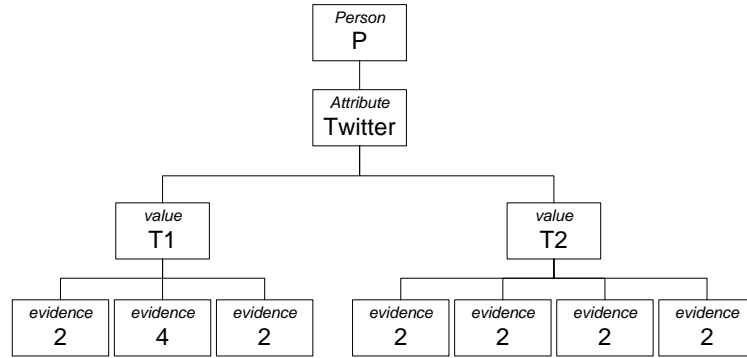 Person
P
Attribute
Twitter
value
T1
value
T2
evidence
2
evidence
4
evidence
2
evidence
2
evidence
2
evidence
2
evidence
2